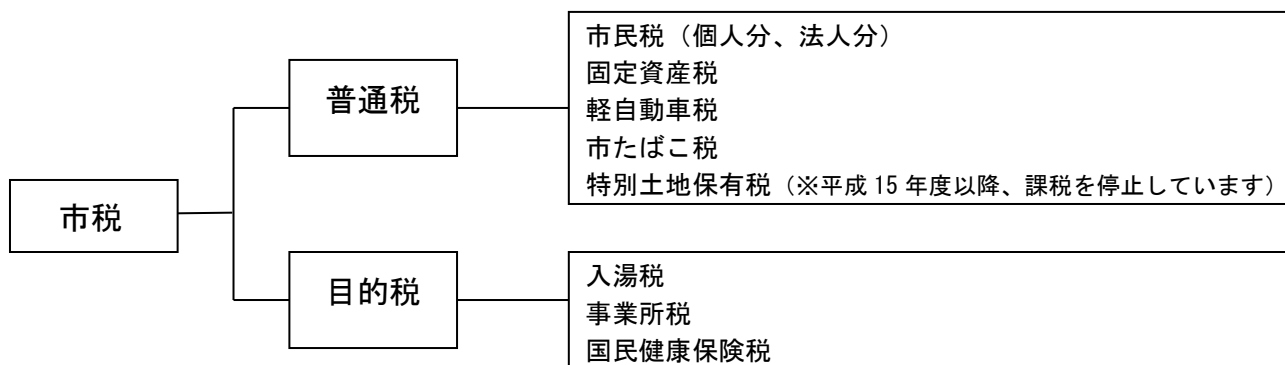 市税
普通税
市民税（個人分、法人分）
固定資産税
軽自動車税
市たばこ税
特別土地保有税（※平成 15 年度以降、課税を停止しています）
目的税
入湯税
事業所税
国民健康保険税